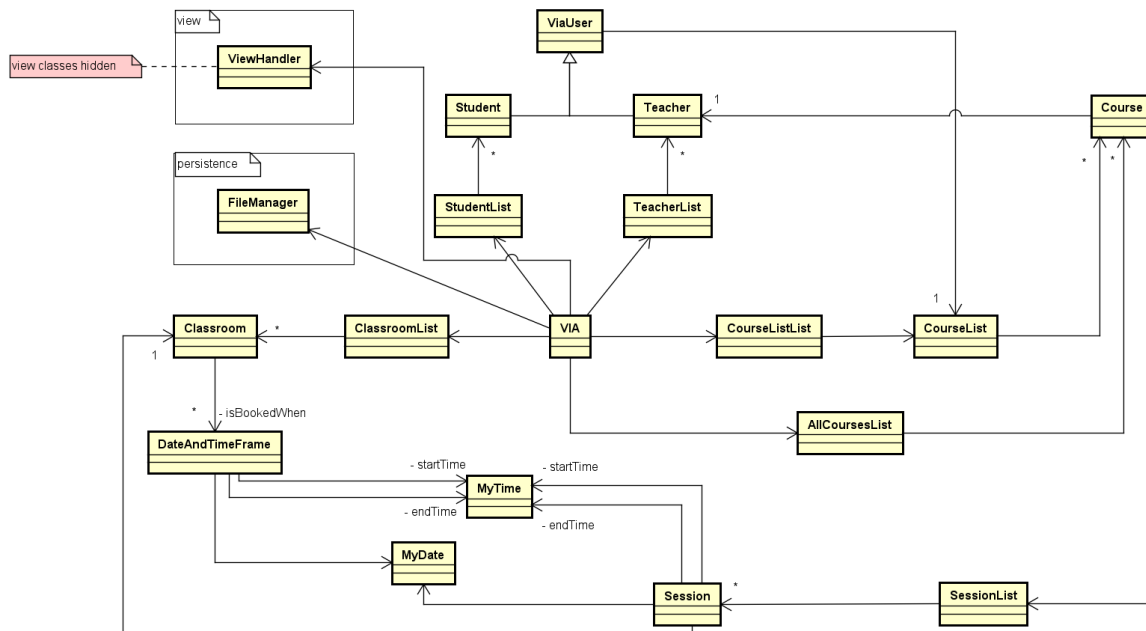 view
ViaUser
view classes hidden
ViewHandler
Student
Teacher
1
Course
*
*
*
*
persistence
FileManager
StudentList
TeacherList
1
Classroom
*
ClassroomList
VIA
CourseListList
CourseList
1
*
- isBookedWhen
AllCoursesList
DateAndTimeFrame
- startTime
- startTime
MyTime
- endTime
- endTime
MyDate
Session
*
SessionList